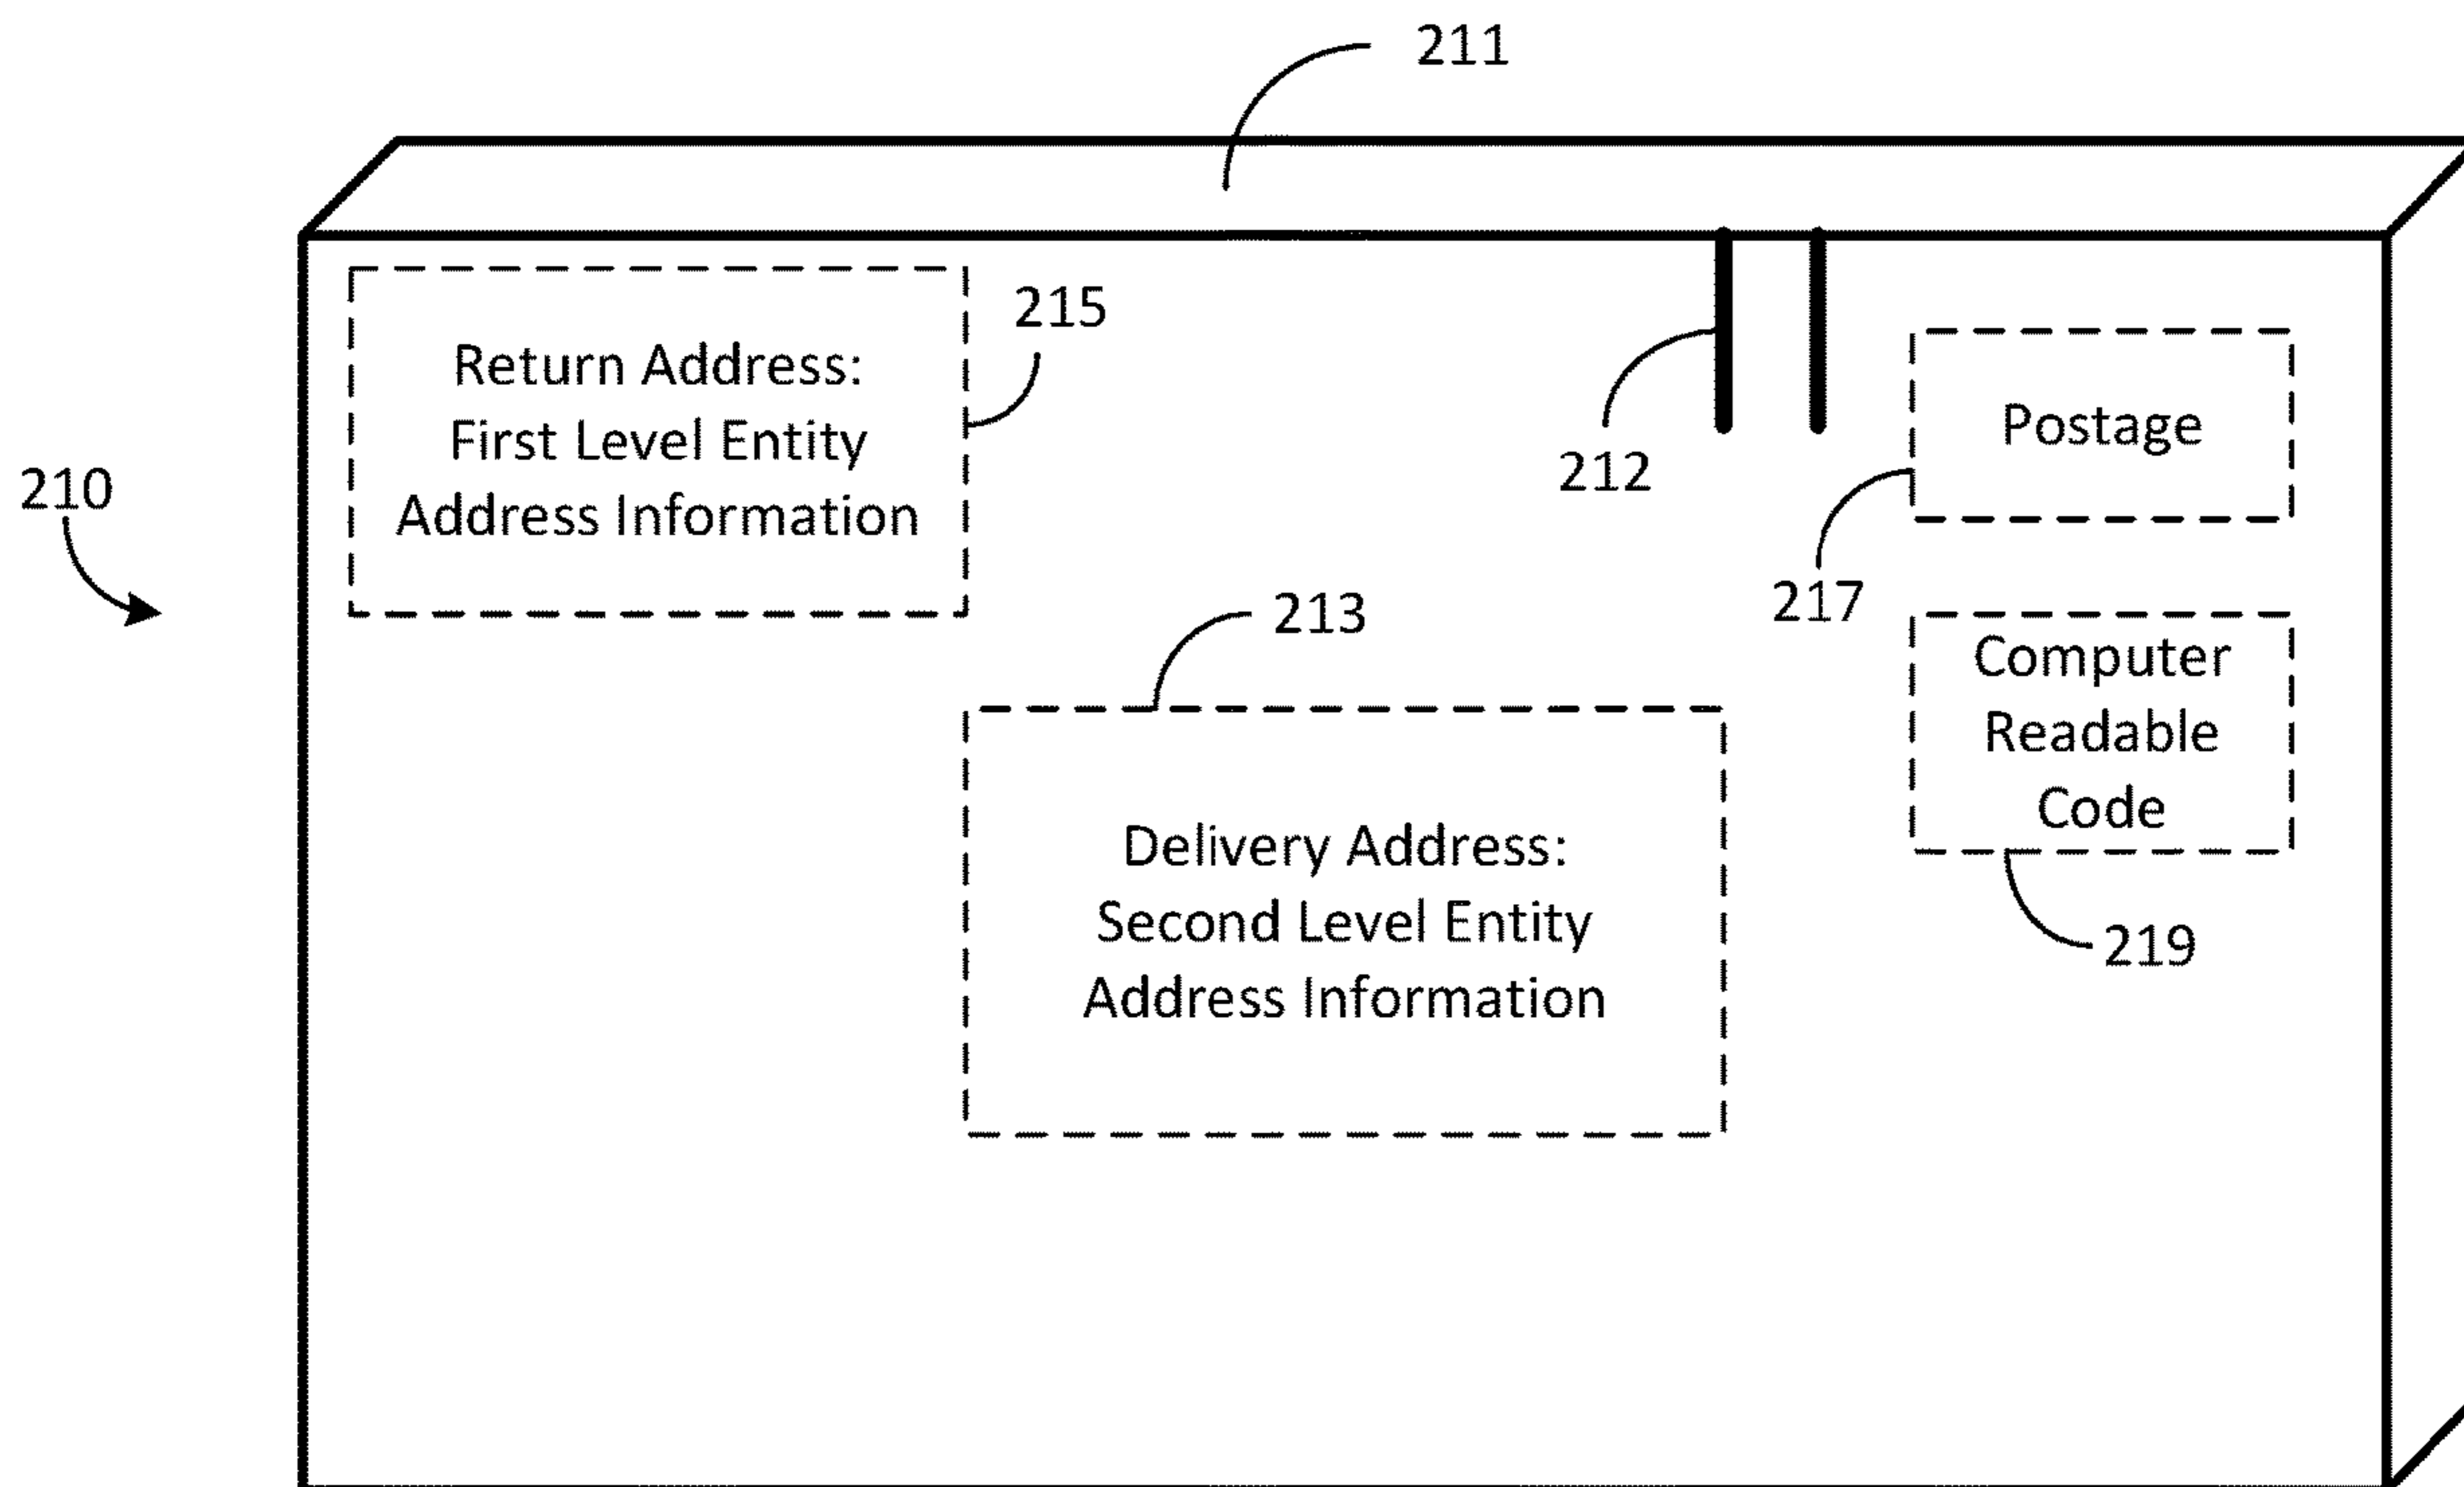 211
Return Address:
First Level Entity
Address Information
215
210
212
Postage
217
213
Computer
Readable
Code
219
Delivery Address:
Second Level Entity
Address Information